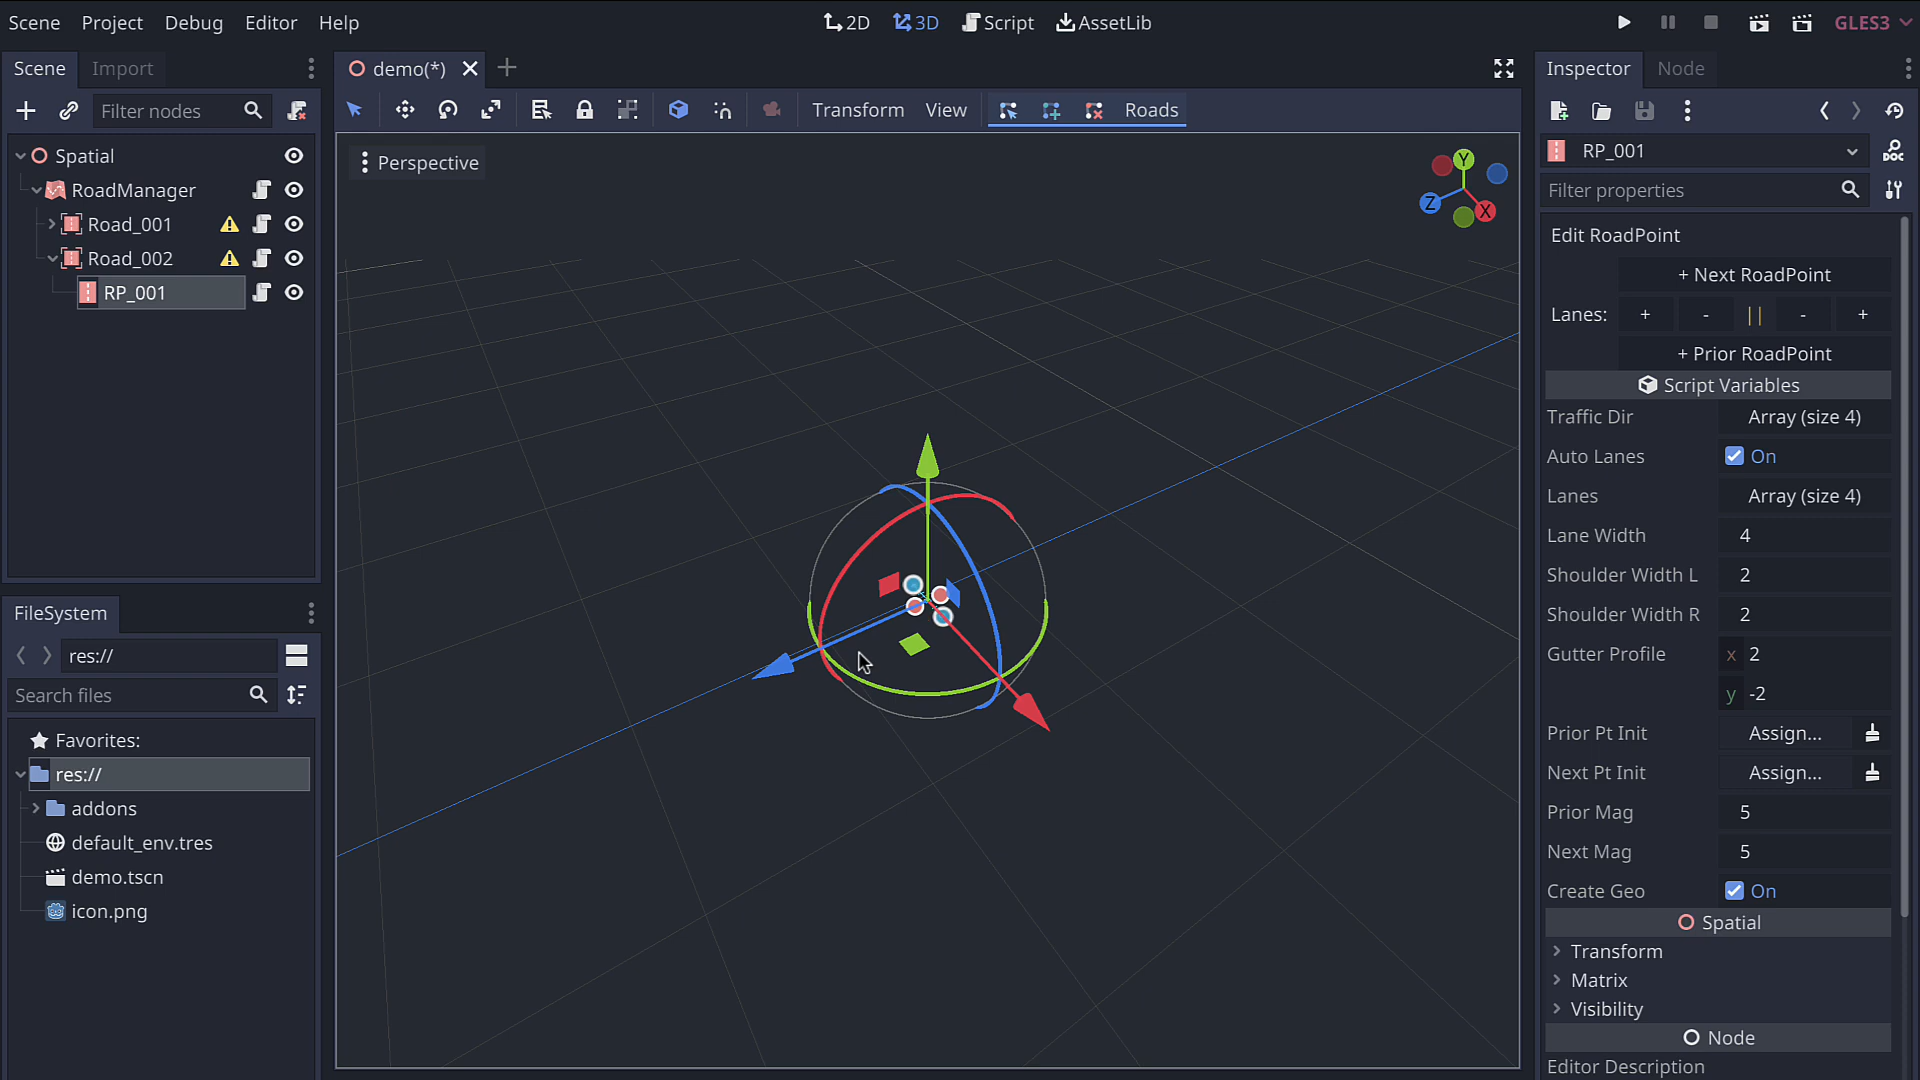 Scene Project Debug Editor Help
2D 3D Script AssetLib
GLES3
Scene Import
Filter nodes
Spatial
RoadManager
Road_001
Road_002
RP_001
FileSystem
res://
Search files
Favorites:
res://
addons
default_env.tres
demo.tscn
icon.png
demo(*)
Transform View Roads
Perspective
Y
Z
X
Inspector Node
RP_001
DOC
Filter properties
Edit RoadPoint
+ Next RoadPoint
Lanes: + - || - +
+ Prior RoadPoint
Script Variables
Traffic Dir Array (size 4)
Auto Lanes On
Lanes Array (size 4)
Lane Width 4
Shoulder Width L 2
Shoulder Width R 2
Gutter Profile x 2
y -2
Prior Pt Init Assign...
Next Pt Init Assign...
Prior Mag 5
Next Mag 5
Create Geo On
Spatial
Transform
Matrix
Visibility
Node
Editor Description